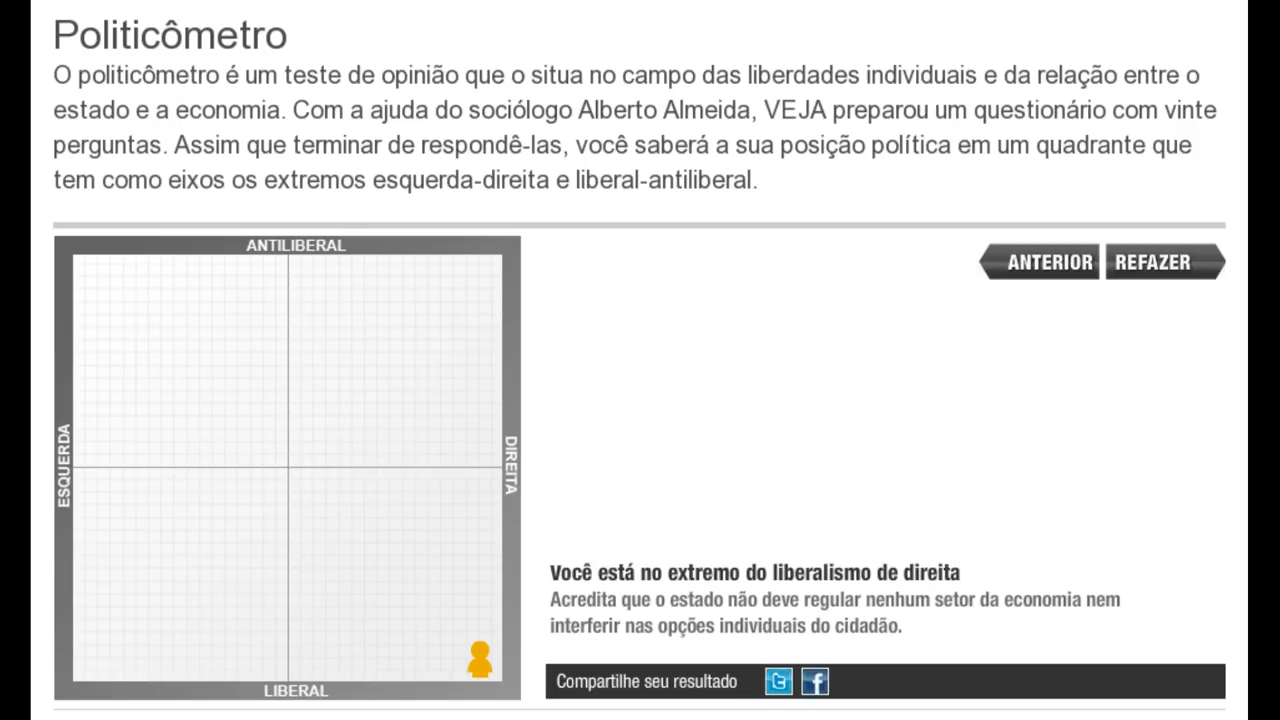 Politicômetro
O politicômetro é um teste de opinião que o situa no campo das liberdades individuais e da relação entre o
estado e a economia. Com a ajuda do sociólogo Alberto Almeida, VEJA preparou um questionário com vinte
perguntas. Assim que terminar de respondê-las, você saberá a sua posição política em um quadrante que
tem como eixos os extremos esquerda-direita e liberal-antiliberal.
ANTILIBERAL
ANTERIOR
REFAZER
ESQUERDA
DIREITA
Você está no extremo do liberalismo de direita
Acredita que o estado não deve regular nenhum setor da economia nem
interferir nas opções individuais do cidadão.
LIBERAL
Compartilhe seu resultado